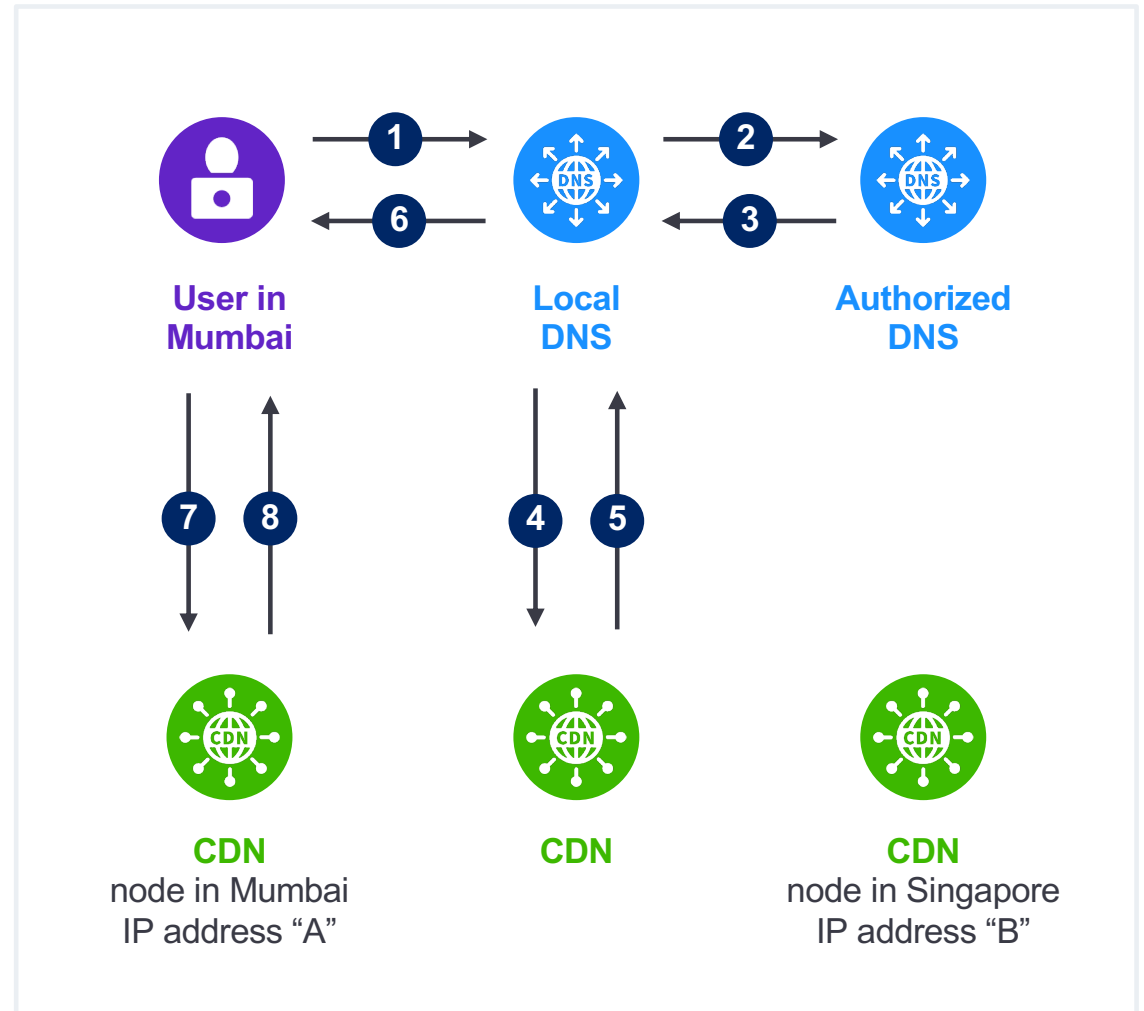 1
2
DNS
DNS
6
3
User in
Mumbai
Local
DNS
Authorized
DNS
7
8
4
5
CDN
CDN
CDN
CDN
node in Mumbai
IP address “A”
CDN
CDN
node in Singapore
IP address “B”